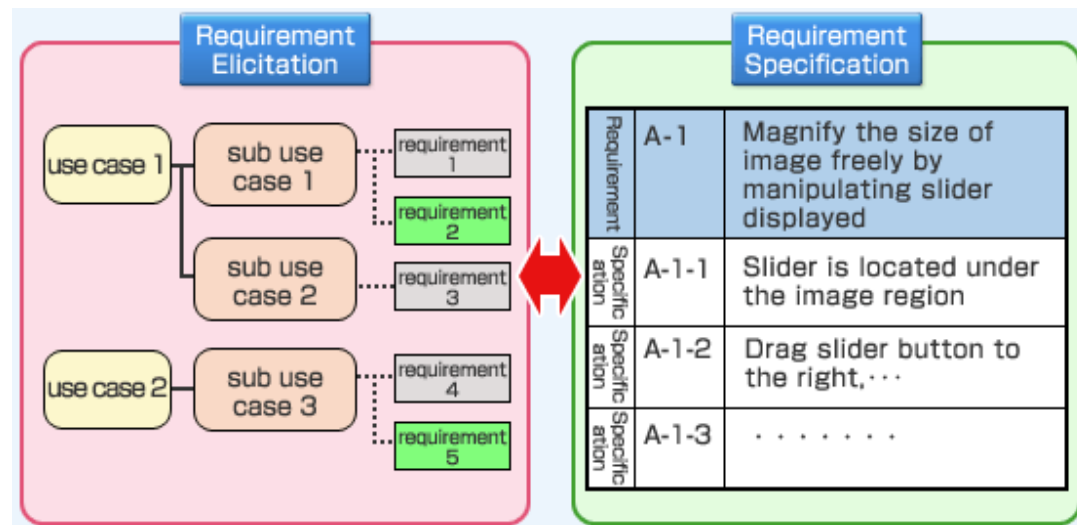 Requirement
Elicitation
use case 1
sub use
case 1
requirement
1
requirement
2
sub use
case 2
requirement
3
use case 2
sub use
case 3
requirement
4
requirement
5
Requirement
Specification
Requirement
A-1
Magnify the size of
image freely by
manipulating slider
displayed
Specific
ation
A-1-1
Slider is located under
the image region
Specific
ation
A-1-2
Drag slider button to
the right,···
Specific
ation
A-1-3
· · · · · · ·